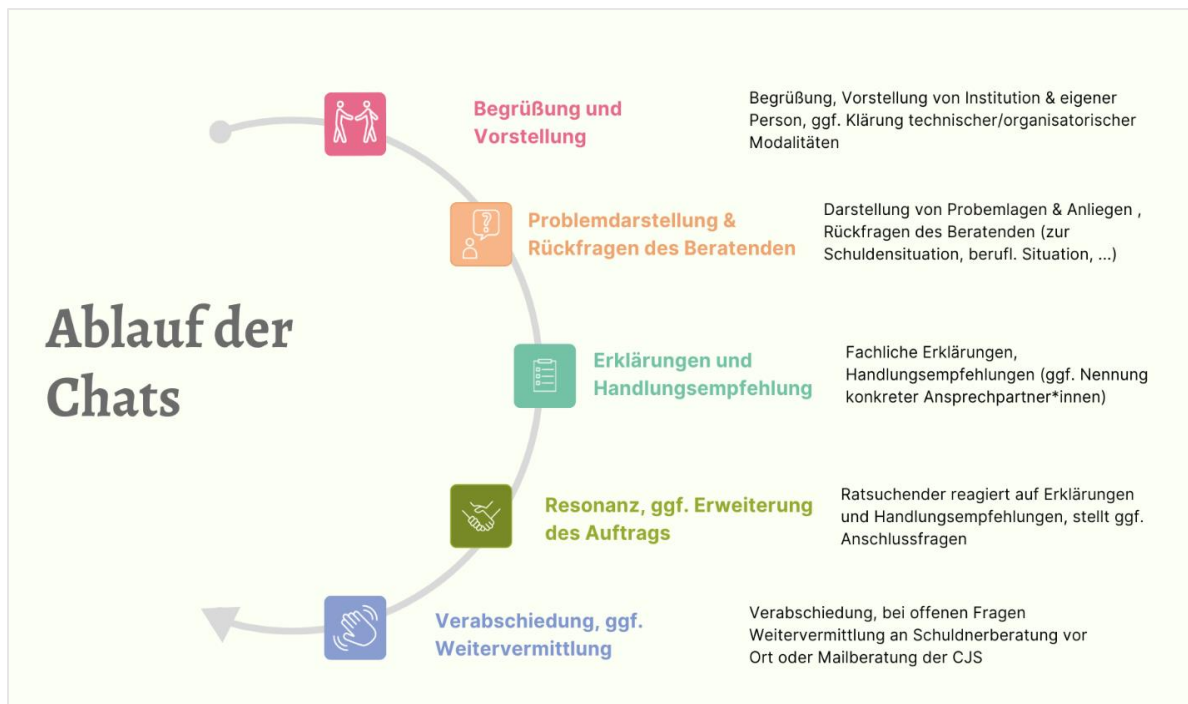 Ablauf der
Chats
Begrüßung und
Vorstellung
Begrüßung, Vorstellung von Institution & eigener
Person, ggf. Klärung technischer/organisatorischer
Modalitäten
Problemdarstellung &
Rückfragen des Beratenden
Darstellung von Probemlagen & Anliegen ,
Rückfragen des Beratenden (zur
Schuldensituation, berufl. Situation, ...)
Erklärungen und
Handlungsempfehlung
Fachliche Erklärungen,
Handlungsempfehlungen (ggf. Nennung
konkreter Ansprechpartner*innen)
Resonanz, ggf. Erweiterung
des Auftrags
Ratsuchender reagiert auf Erklärungen
und Handlungsempfehlungen, stellt ggf.
Anschlussfragen
Verabschiedung, ggf.
Weitervermittlung
Verabschiedung, bei offenen Fragen
Weitervermittlung an Schuldnerberatung vor
Ort oder Mailberatung der CJS